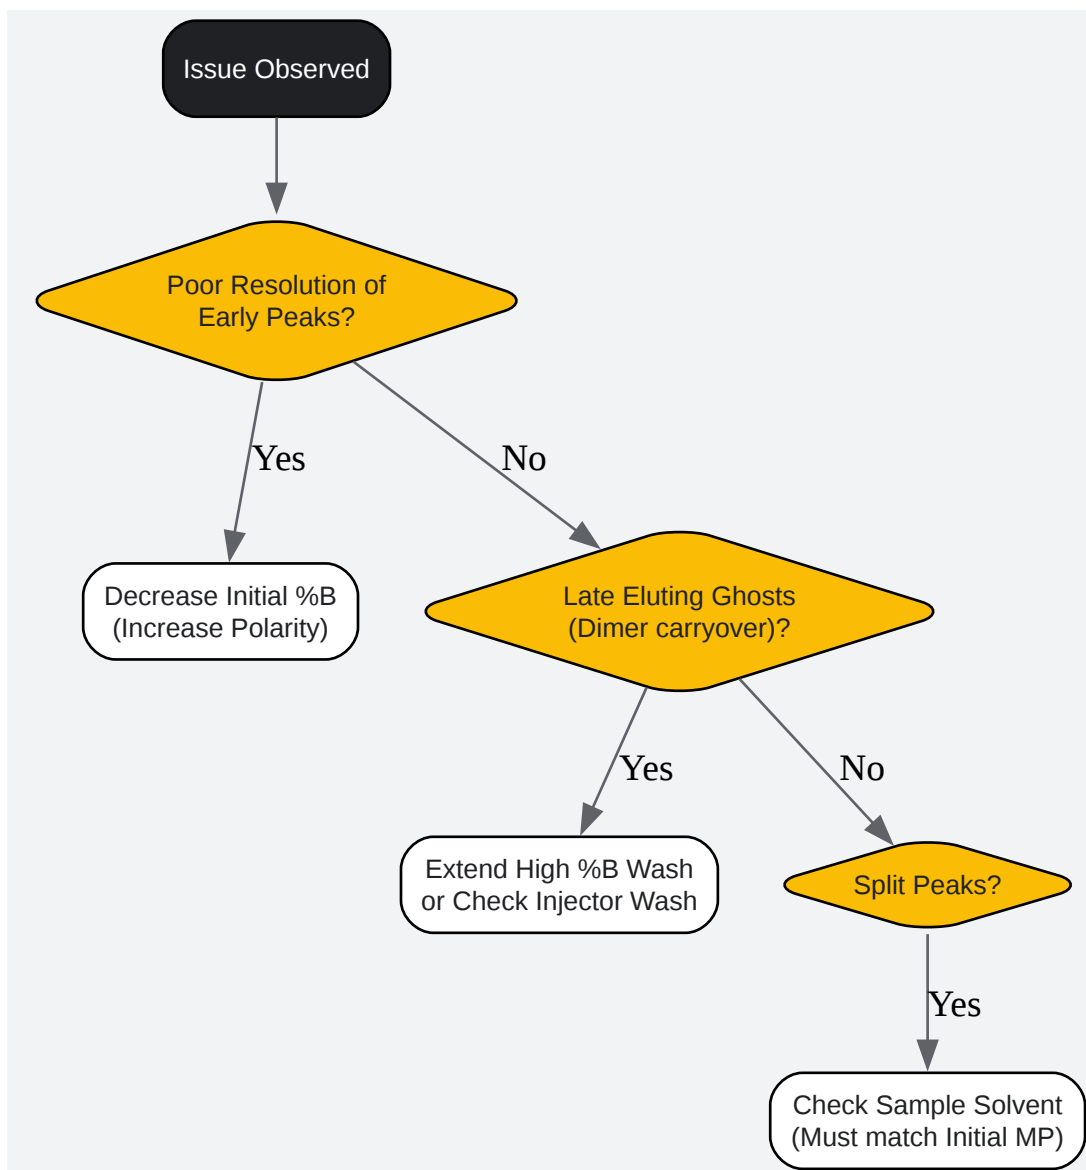 Issue Observed
Poor Resolution of
Early Peaks?
Yes
No
Decrease Initial %B
(Increase Polarity)
Late Eluting Ghosts
(Dimer carryover)?
Yes
No
Extend High %B Wash
or Check Injector Wash
Split Peaks?
Yes
Check Sample Solvent
(Must match Initial MP)